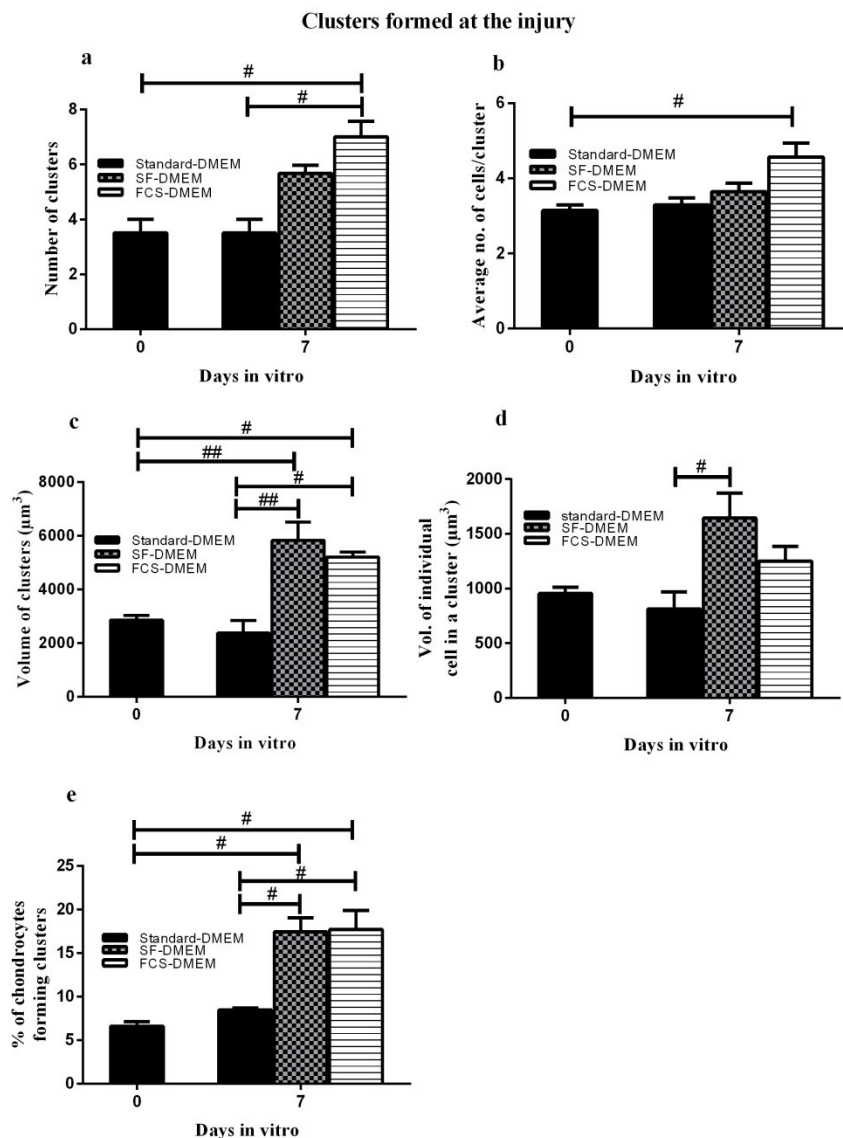 Clusters formed at the injury
a
#
#
8
6
4
2
0
Number of clusters
Standard-DMEM
SF-DMEM
FCS-DMEM
0
7
Days in vitro
b
#
6
4
2
0
Average no. of cells/cluster
Standard-DMEM
SF-DMEM
FCS-DMEM
0
7
Days in vitro
c
#
##
#
##
8000
6000
4000
2000
0
Volume of clusters (µm³)
Standard-DMEM
SF-DMEM
FCS-DMEM
0
7
Days in vitro
d
#
2000
1500
1000
500
0
Vol. of individual
cell in a cluster (µm³)
standard-DMEM
SF-DMEM
FCS-DMEM
0
7
Days in vitro
e
#
#
#
#
25
20
15
10
5
0
% of chondrocytes
forming clusters
Standard-DMEM
SF-DMEM
FCS-DMEM
0
7
Days in vitro